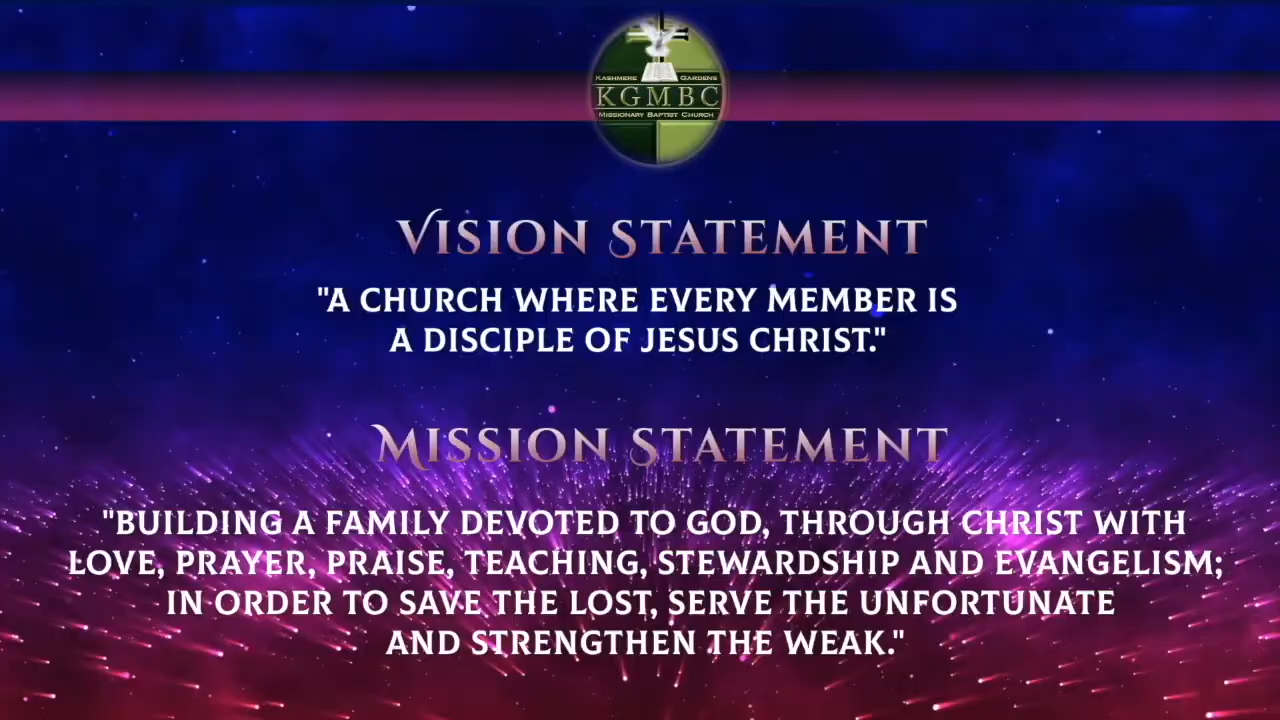 KASHMERE GARDENS
KGMBC
MISSIONARY BAPTIST CHURCH
VISION STATEMENT
"A CHURCH WHERE EVERY MEMBER IS
A DISCIPLE OF JESUS CHRIST."
MISSION STATEMENT
"BUILDING A FAMILY DEVOTED TO GOD, THROUGH CHRIST WITH
LOVE, PRAYER, PRAISE, TEACHING, STEWARDSHIP AND EVANGELISM;
IN ORDER TO SAVE THE LOST, SERVE THE UNFORTUNATE
AND STRENGTHEN THE WEAK."